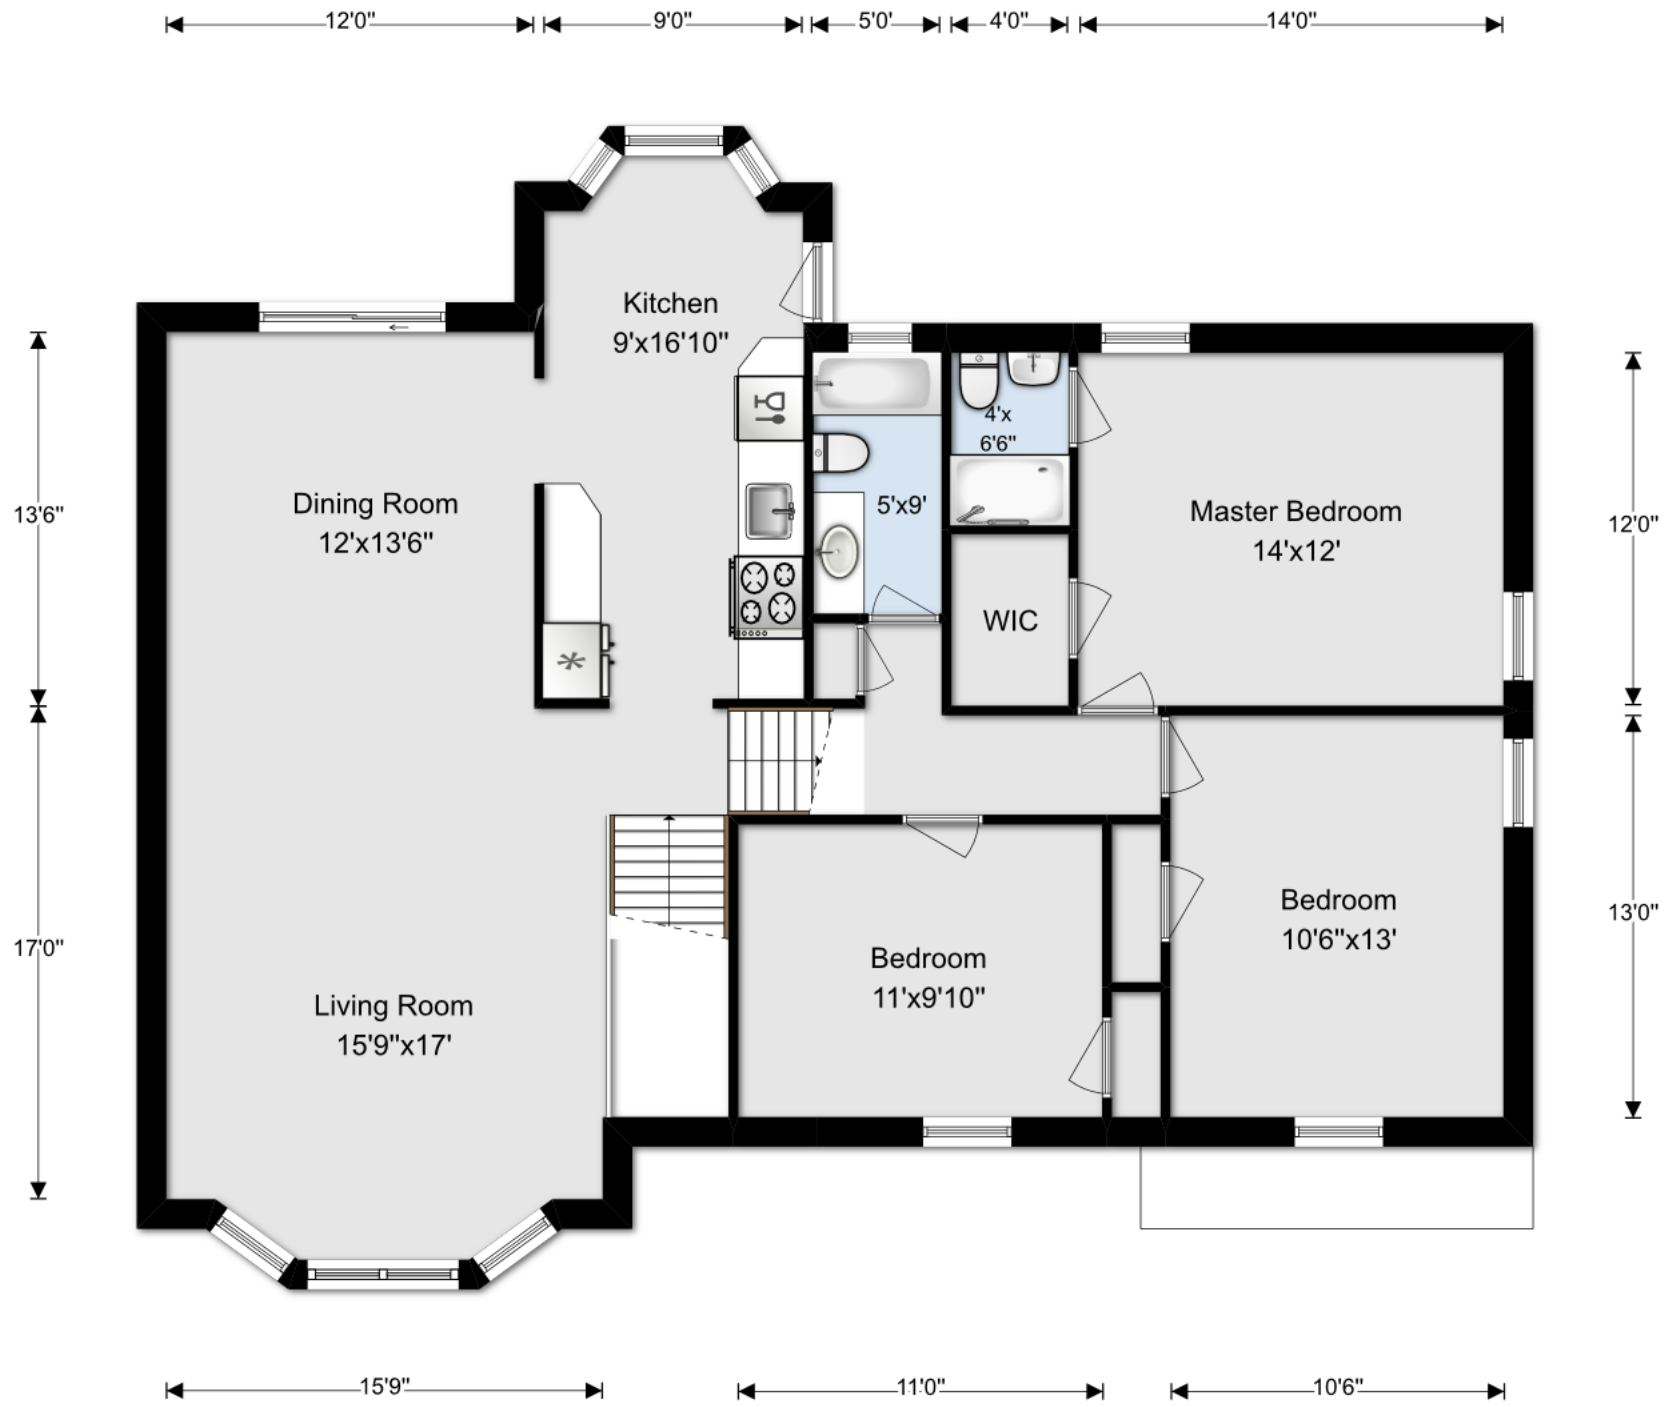 12'0"
9'0"
5'0'
4'0"
14'0"
Kitchen
9'x16'10"
4'x
6'6"
Dining Room
12'x13'6"
5'x9'
Master Bedroom
14'x12'
13'6"
12'0"
WIC
Bedroom
10'6"x13'
13'0"
17'0"
Bedroom
11'x9'10"
Living Room
15'9"x17'
15'9"
11'0"
10'6"